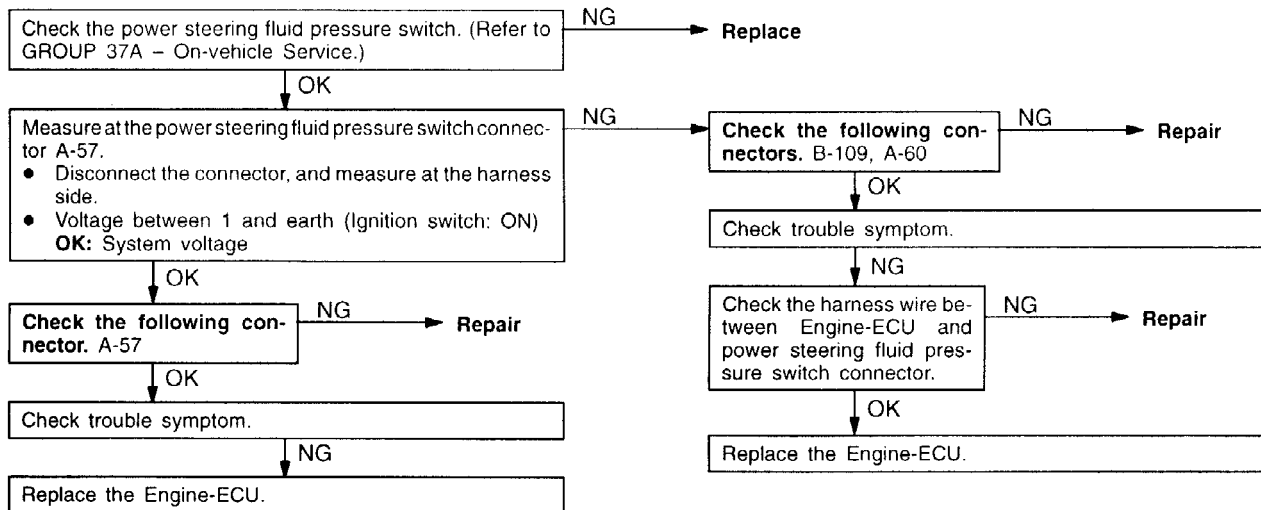 Check the power steering fluid pressure switch. (Refer to
GROUP 37A – On-vehicle Service.)
NG
Replace
OK
Measure at the power steering fluid pressure switch connec-
tor A-57.
● Disconnect the connector, and measure at the harness
side.
● Voltage between 1 and earth (Ignition switch: ON)
OK: System voltage
NG
Check the following con-
nectors. B-109, A-60
NG
Repair
OK
Check trouble symptom.
NG
Check the harness wire be-
tween Engine-ECU and
power steering fluid pres-
sure switch connector.
NG
Repair
OK
Replace the Engine-ECU.
OK
Check the following con-
nector. A-57
NG
Repair
OK
Check trouble symptom.
NG
Replace the Engine-ECU.